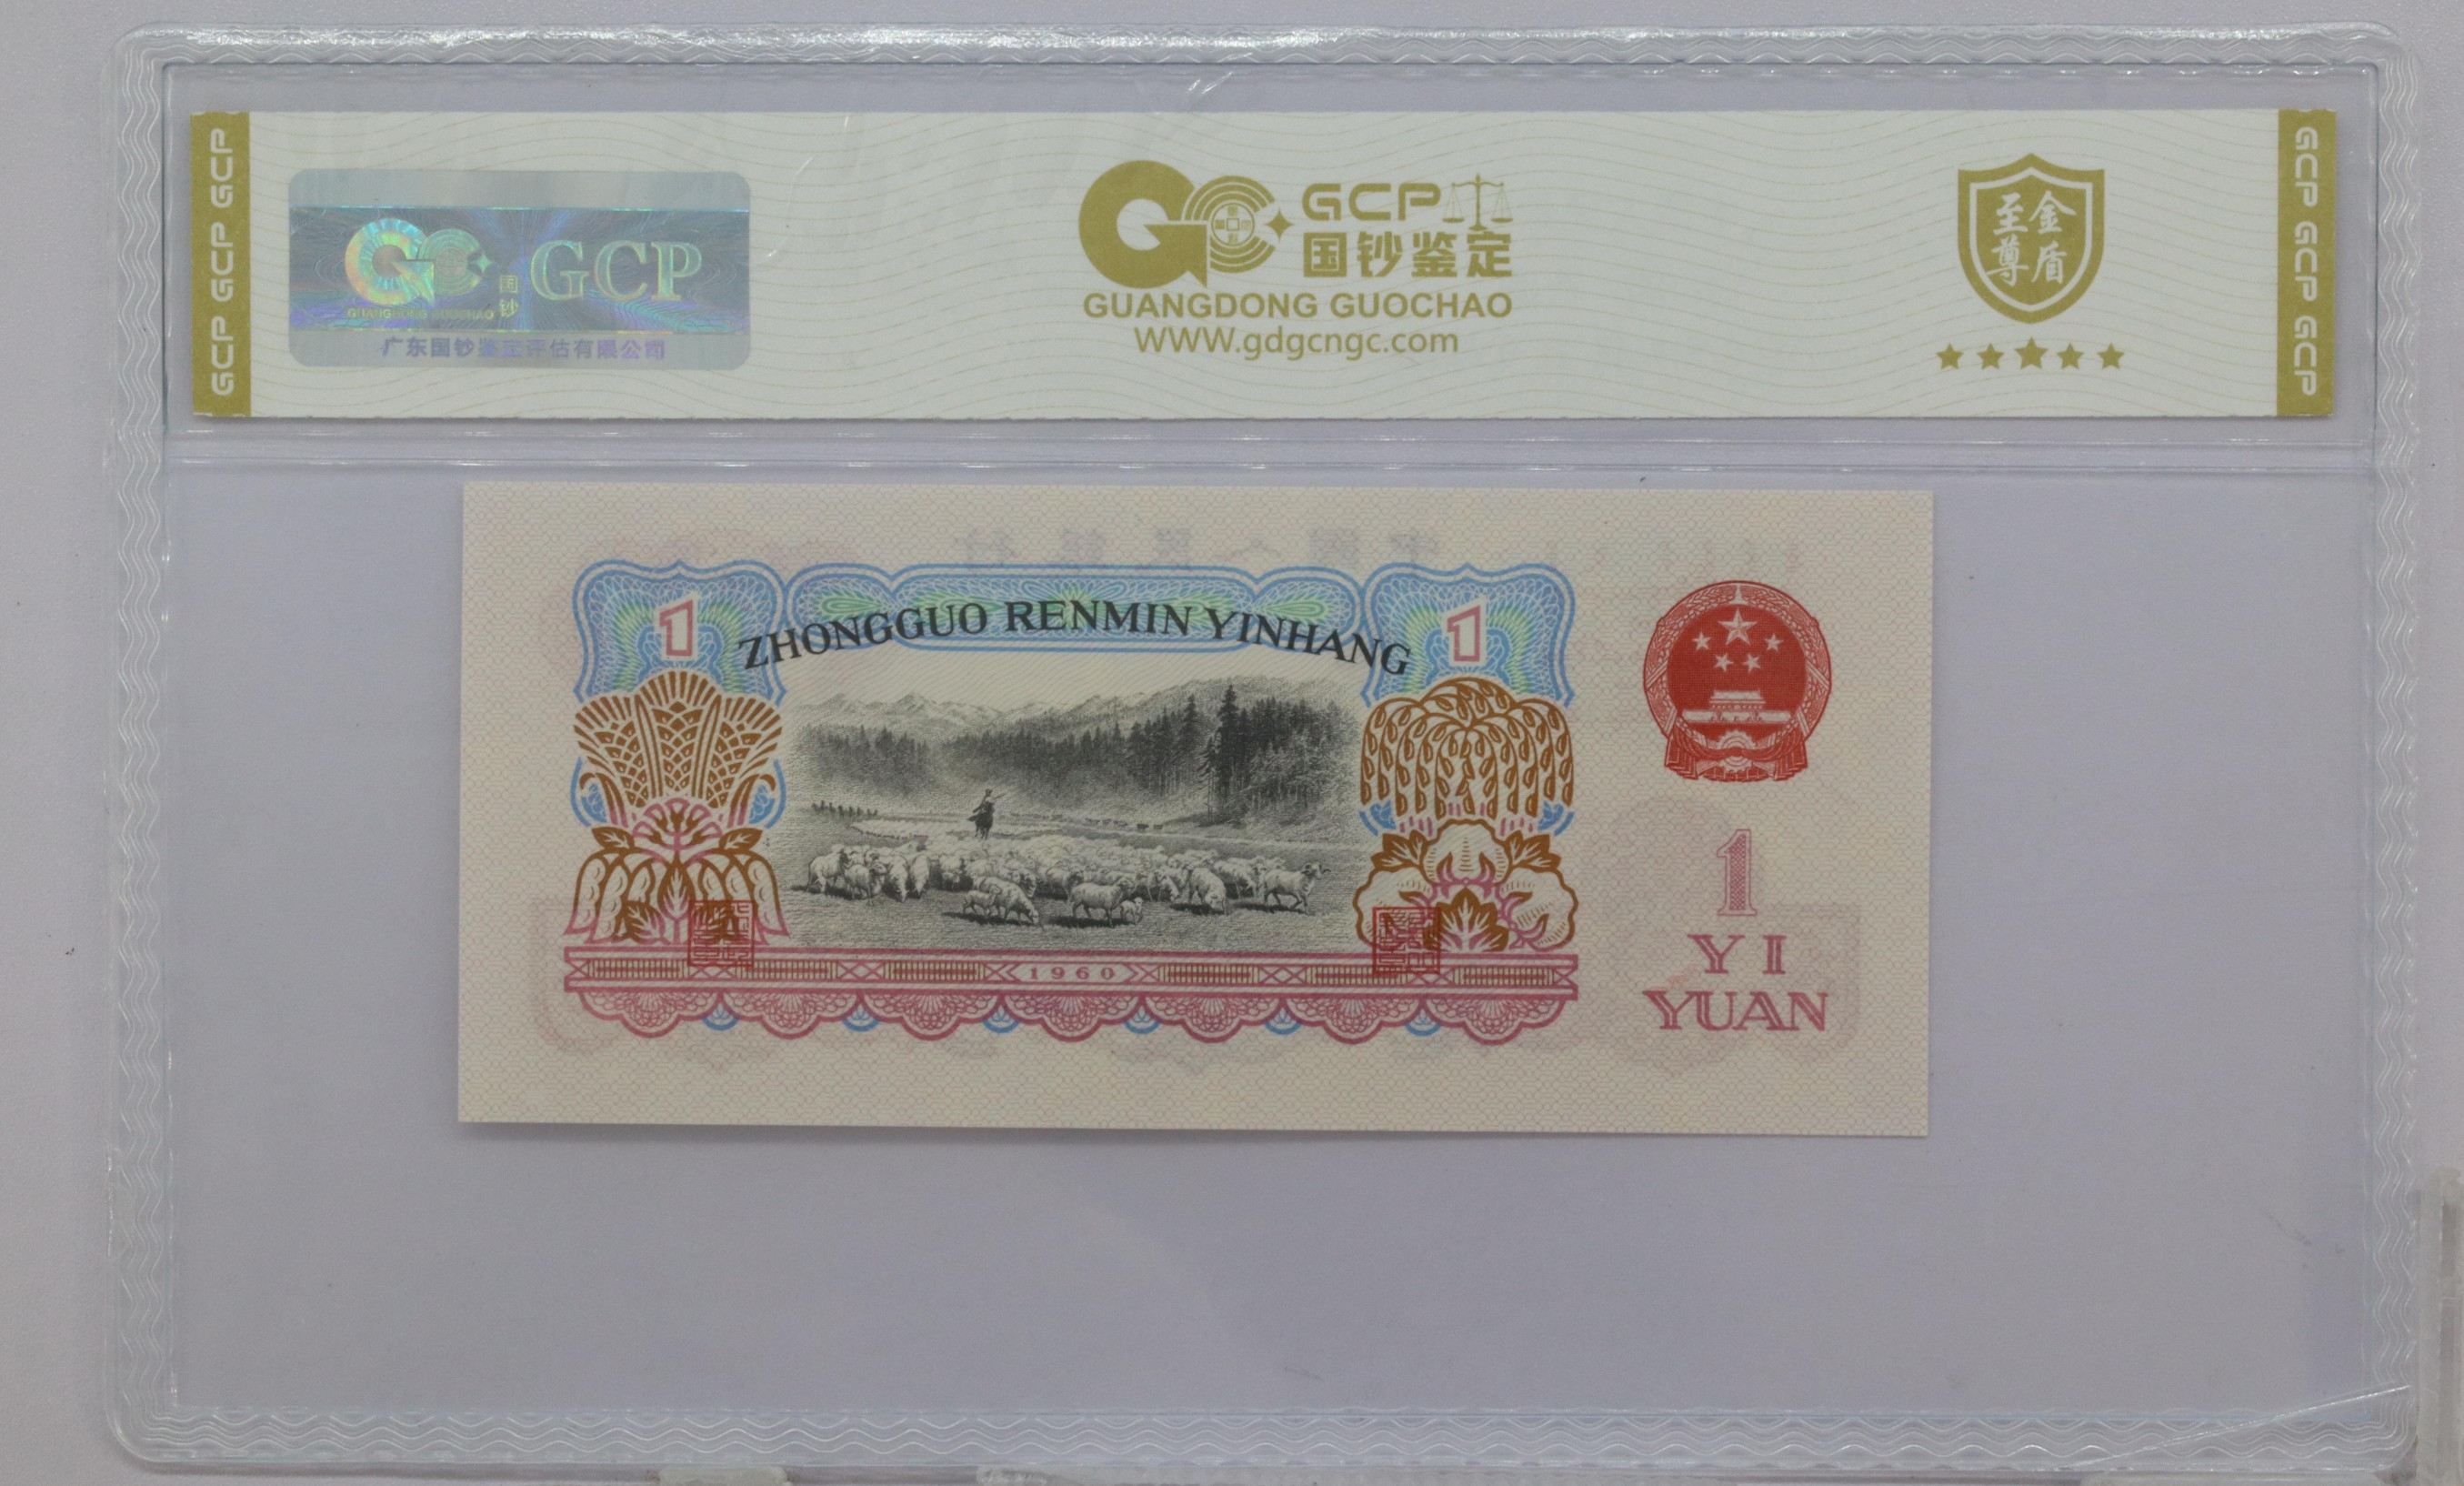 GCP GCP GCP
GCP
国钞
GUANGDONG GUOCHAO
广东国钞鉴定评估有限公司
GCP
国钞鉴定
GUANGDONG GUOCHAO
WWW.gdgcngc.com
至尊金盾
GCP GCP GCP
ZHONGGUO RENMIN YINHANG
1
1
1960
1
YI
YUAN